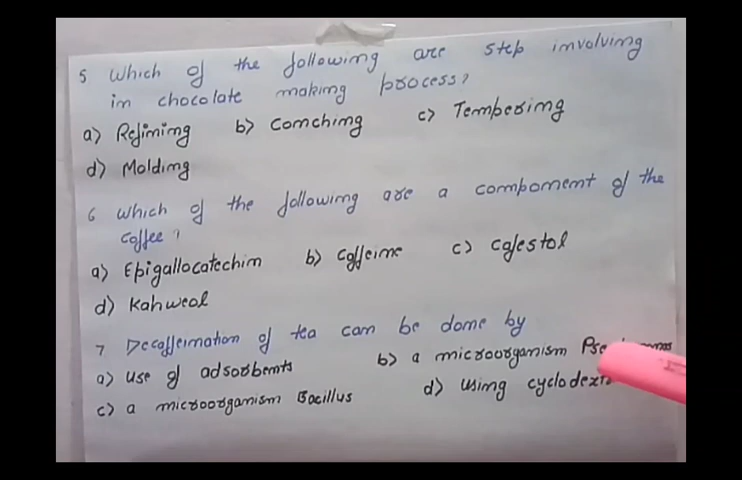 5 Which of the following are step involving
in chocolate making process?
a) Refining b) Conching c) Tempering
d) Molding
6 Which of the following are a component of the
coffee?
a) Epigallocatechin b) Caffeine c) Cafestol
d) Kahweol
7 Decaffeination of tea can be done by
a) use of adsorbents b) a microorganism
c) a microorganism Bacillus d) using